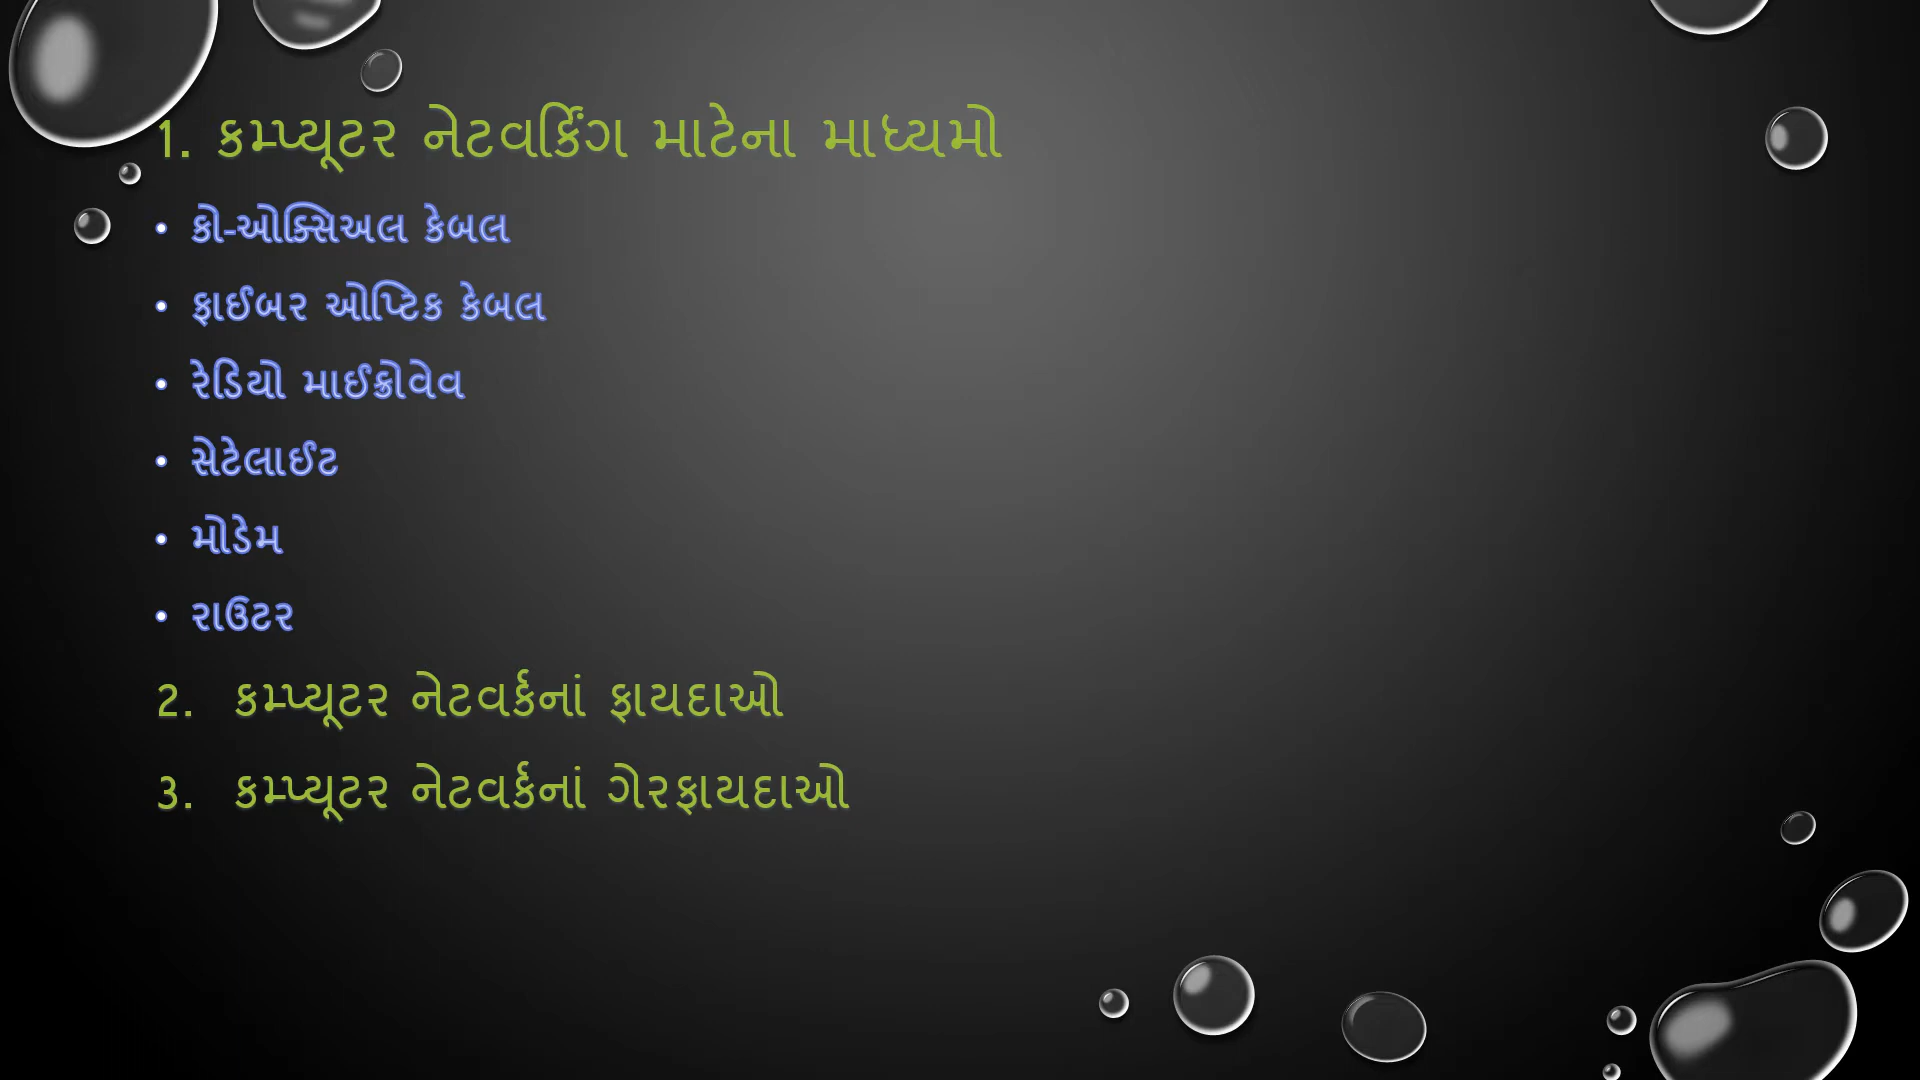 1. કમ્પ્યૂટર નેટવર્કિંગ માટેના માધ્યમો
• કો-ઓક્સિઅલ કેબલ
• ફાઈબર ઓપ્ટિક કેબલ
• રેડિયો માઈક્રોવેવ
• સેટેલાઈટ
• મોડેમ
• રાઉટર
2. કમ્પ્યૂટર નેટવર્કનાં ફાયદાઓ
3. કમ્પ્યૂટર નેટવર્કનાં ગેરફાયદાઓ